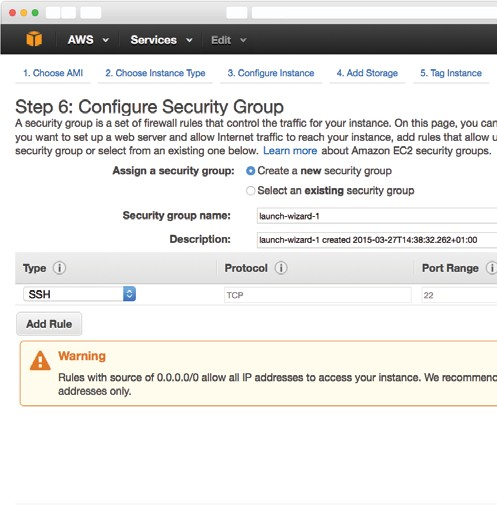 AWS Services Edit
1. Choose AMI 2. Choose Instance Type 3. Configure Instance 4. Add Storage 5. Tag Instance
Step 6: Configure Security Group
A security group is a set of firewall rules that control the traffic for your instance. On this page, you can
you want to set up a web server and allow Internet traffic to reach your instance, add rules that allow u
security group or select from an existing one below. Learn more about Amazon EC2 security groups.
Assign a security group: Create a new security group
Select an existing security group
Security group name: launch-wizard-1
Description: launch-wizard-1 created 2015-03-27T14:38:32.262+01:00
Type Protocol Port Range
SSH TCP 22
Add Rule
Warning
Rules with source of 0.0.0.0/0 allow all IP addresses to access your instance. We recommend
addresses only.